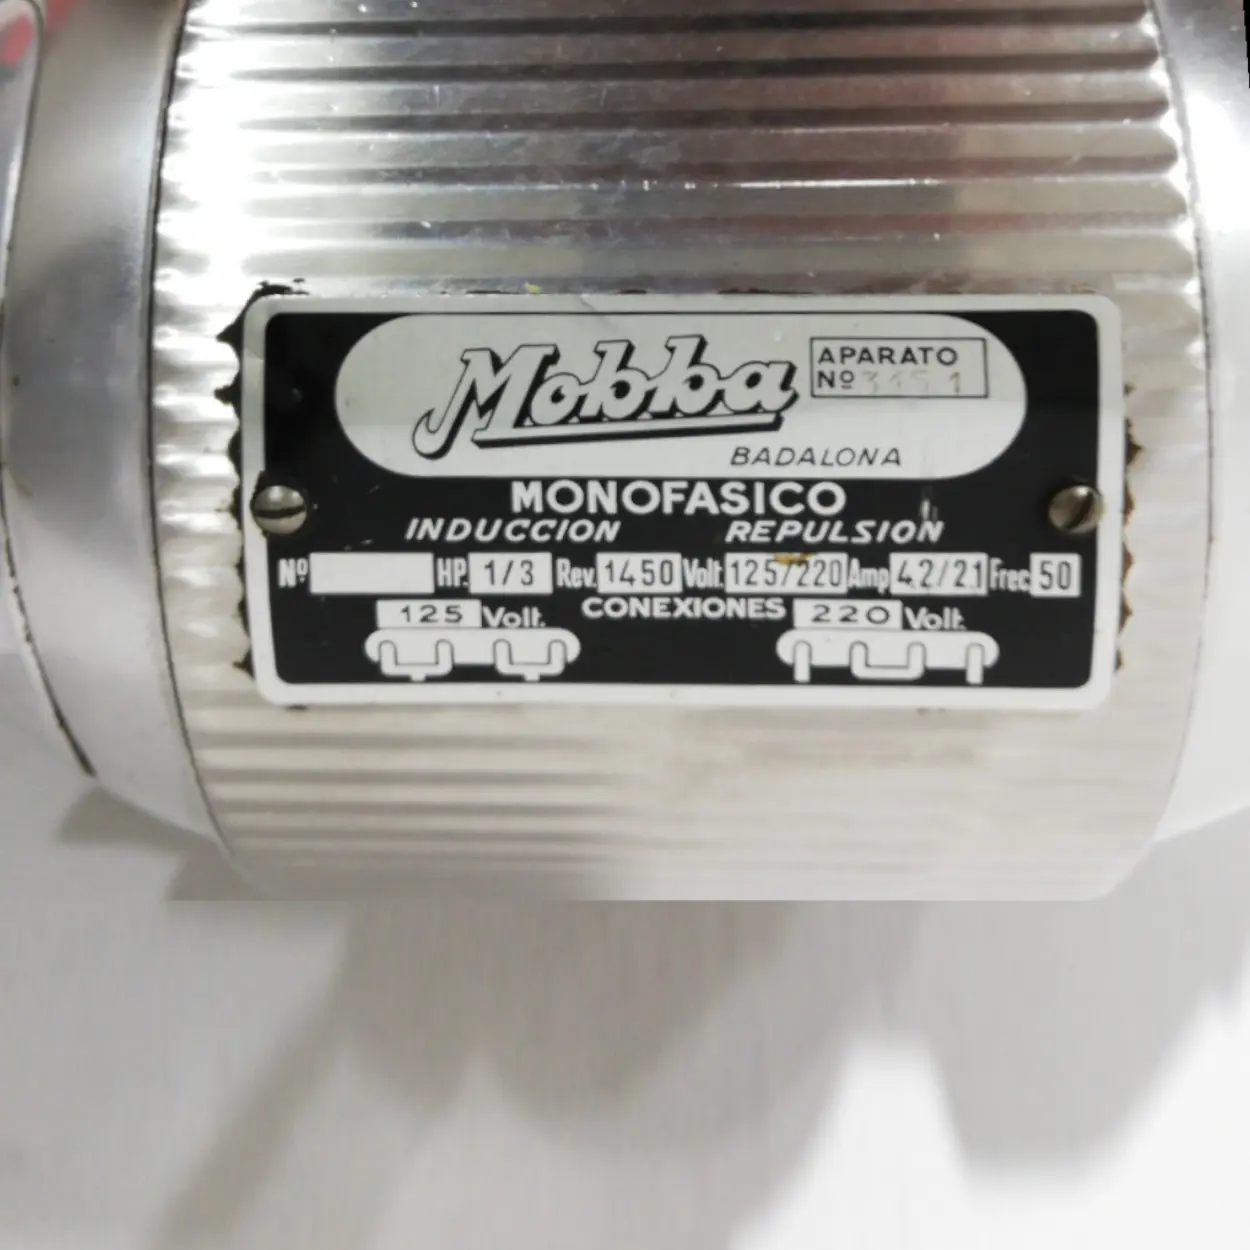 Mobba
APARATO
Nº
BADALONA
MONOFASICO
INDUCCION REPULSION
Nº HP. 1/3 Rev. 1450 Volt. 125/220 Amp 4.2/2.1 Frec. 50
125 Volt. CONEXIONES 220 Volt.